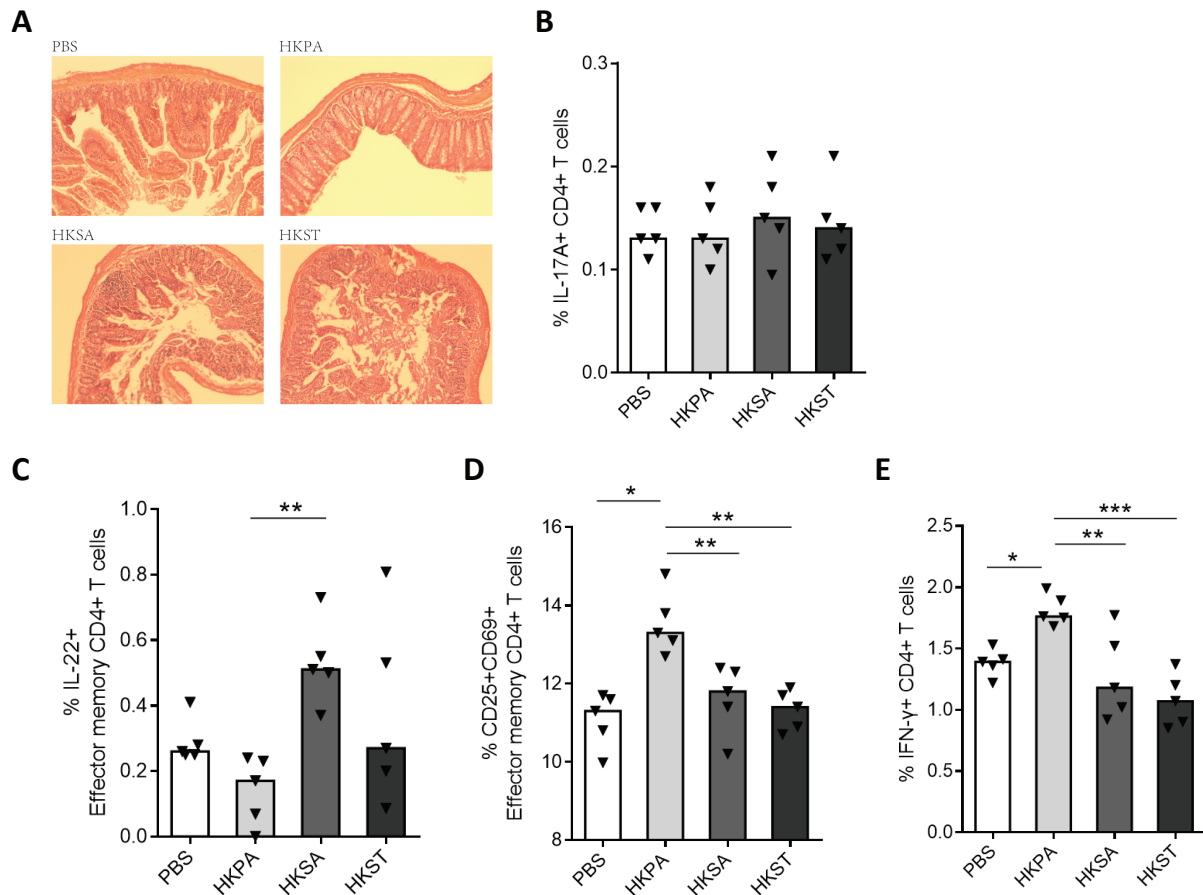 A
PBS
HKPA
HKSA
HKST
B
% IL-17A+ CD4+ T cells
0.3
0.2
0.1
0.0
PBS
HKPA
HKSA
HKST
C
% IL-22+
Effector memory CD4+ T cells
1.0
0.8
0.6
0.4
0.2
0.0
**
PBS
HKPA
HKSA
HKST
D
% CD25+CD69+
Effector memory CD4+ T cells
16
14
12
10
8
*
**
**
PBS
HKPA
HKSA
HKST
E
% IFN-γ+ CD4+ T cells
2.5
2.0
1.5
1.0
0.5
0.0
***
**
*
PBS
HKPA
HKSA
HKST